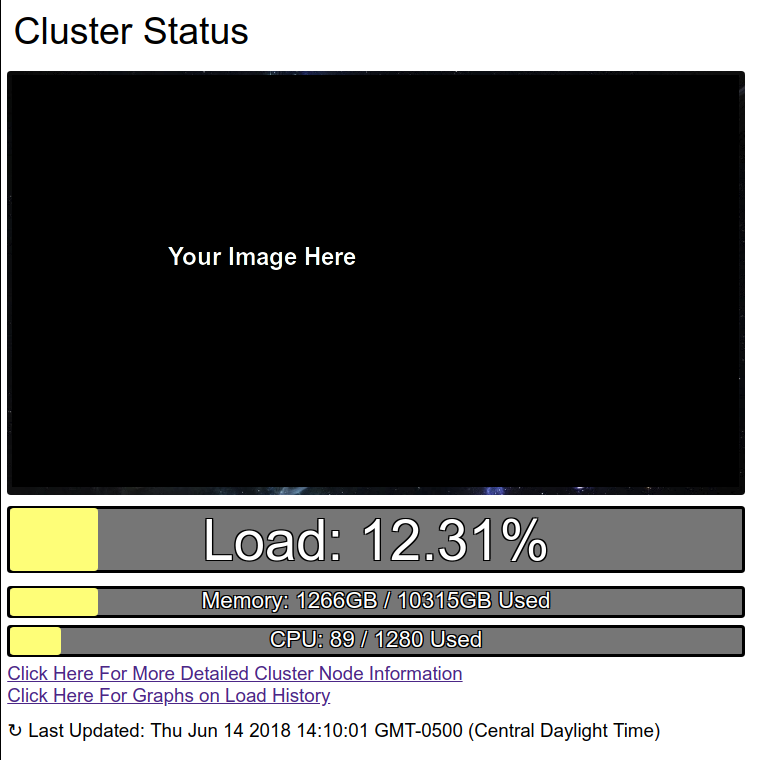 Cluster Status
Your Image Here
Load: 12.31%
Memory: 1266GB / 10315GB Used
CPU: 89 / 1280 Used
Click Here For More Detailed Cluster Node Information
Click Here For Graphs on Load History
↻ Last Updated: Thu Jun 14 2018 14:10:01 GMT-0500 (Central Daylight Time)